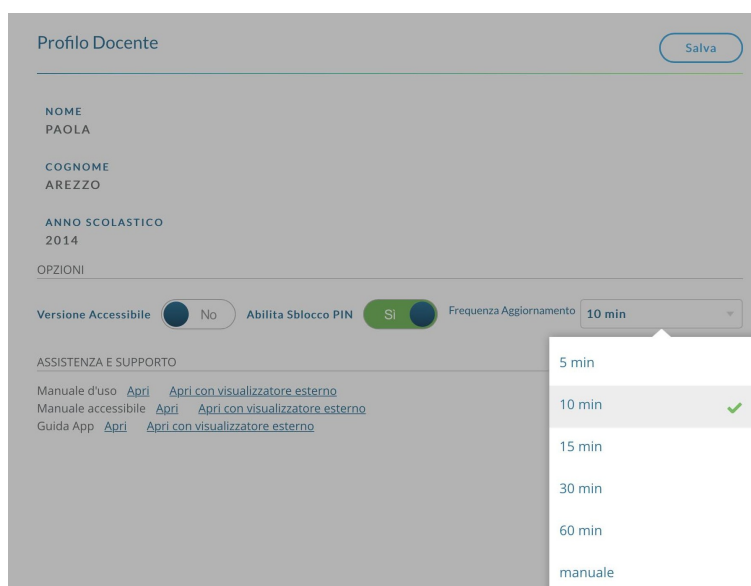 Profilo Docente
Salva
NOME
PAOLA
COGNOME
AREZZO
ANNO SCOLASTICO
2014
OPZIONI
Versione Accessibile No Abilita Sblocco PIN Si Frequenza Aggiornamento 10 min
ASSISTENZA E SUPPORTO
Manuale d'uso Apri Apri con visualizzatore esterno
Manuale accessibile Apri Apri con visualizzatore esterno
Guida App Apri Apri con visualizzatore esterno
5 min
10 min
15 min
30 min
60 min
manuale